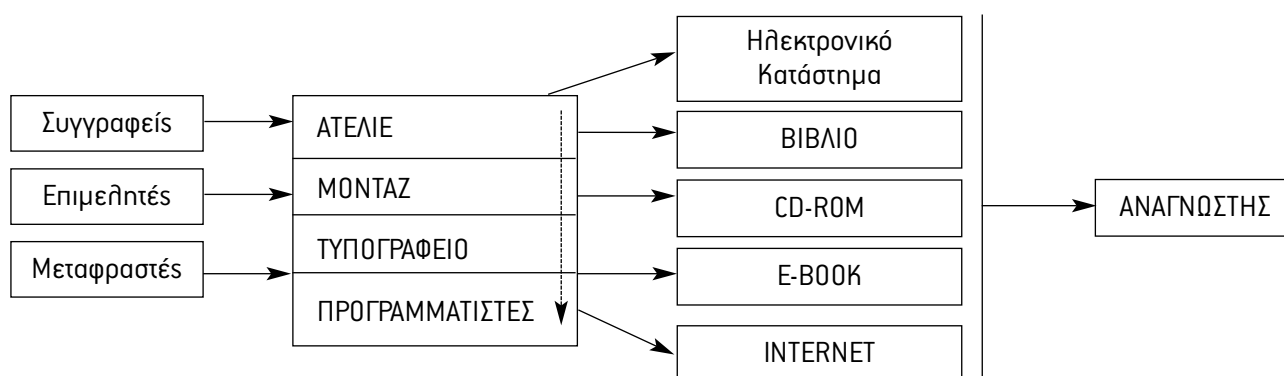 Συγγραφείς
Επιμελητές
Μεταφραστές
ΑΤΕΛΙΕ
ΜΟΝΤΑΖ
ΤΥΠΟΓΡΑΦΕΙΟ
ΠΡΟΓΡΑΜΜΑΤΙΣΤΕΣ
Ηλεκτρονικό
Κατάστημα
ΒΙΒΛΙΟ
CD-ROM
E-BOOK
INTERNET
ΑΝΑΓΝΩΣΤΗΣ